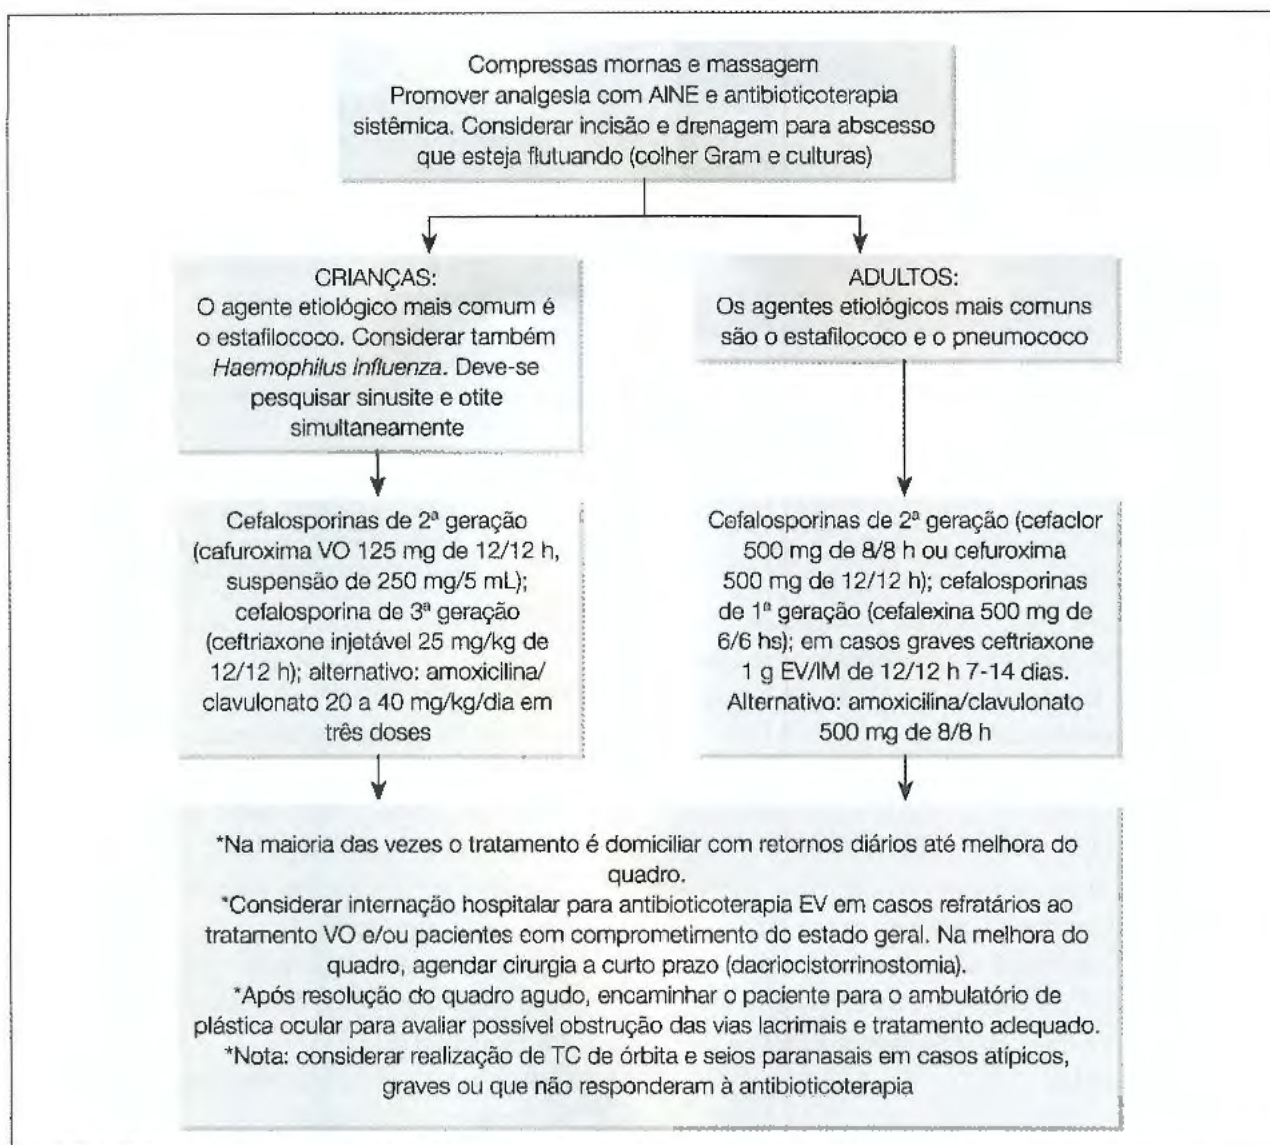 Compressas mornas e massagem
Promover analgesia com AINE e antibioticoterapia
sistêmica. Considerar incisão e drenagem para abscesso
que esteja flutuando (colher Gram e culturas)
CRIANÇAS:
O agente etiológico mais comum é
o estafilococo. Considerar também
Haemophilus influenza. Deve-se
pesquisar sinusite e otite
simultaneamente
ADULTOS:
Os agentes etiológicos mais comuns
são o estafilococo e o pneumococo
Cefalosporinas de 2ª geração
(cafuroxima VO 125 mg de 12/12 h,
suspensão de 250 mg/5 mL);
cefalosporina de 3ª geração
(ceftriaxone injetável 25 mg/kg de
12/12 h); alternativo: amoxicilina/
clavulonato 20 a 40 mg/kg/dia em
três doses
Cefalosporinas de 2ª geração (cefaclor
500 mg de 8/8 h ou cefuroxima
500 mg de 12/12 h); cefalosporinas
de 1ª geração (cefalexina 500 mg de
6/6 hs); em casos graves ceftriaxone
1 g EV/IM de 12/12 h 7-14 dias.
Alternativo: amoxicilina/clavulonato
500 mg de 8/8 h
*Na maioria das vezes o tratamento é domiciliar com retornos diários até melhora do
quadro.
*Considerar internação hospitalar para antibioticoterapia EV em casos refratários ao
tratamento VO e/ou pacientes com comprometimento do estado geral. Na melhora do
quadro, agendar cirurgia a curto prazo (dacriocistorrinostomia).
*Após resolução do quadro agudo, encaminhar o paciente para o ambulatório de
plástica ocular para avaliar possível obstrução das vias lacrimais e tratamento adequado.
*Nota: considerar realização de TC de órbita e seios paranasais em casos atípicos,
graves ou que não responderam à antibioticoterapia